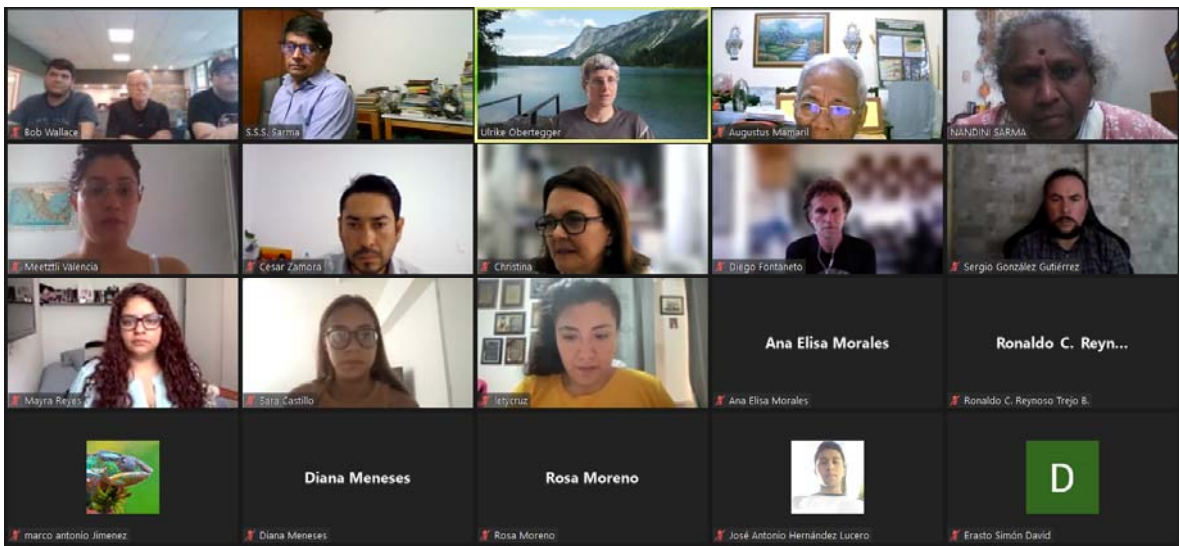 Bob Wallace
S.S.S. Sarma
Ulrike Obertegger
Augustus Mamaril
NANDINI SARMA
Meetztli Valencia
Cesar Zamora
Christina
Diego Fontaneto
Sergio González Gutiérrez
Mayra Reyes
Sara Castillo
letycruz
Ana Elisa Morales
Ana Elisa Morales
Ronaldo C. Reyn...
Ronaldo C. Reynoso Trejo B.
marco antonio Jimenez
Diana Meneses
Diana Meneses
Rosa Moreno
Rosa Moreno
José Antonio Hernández Lucero
D
Erasto Simón David